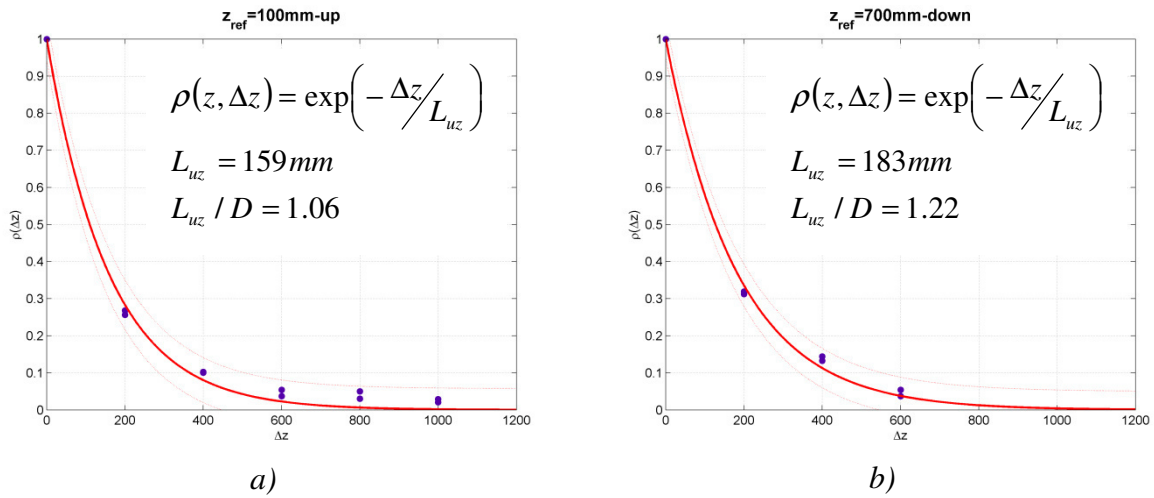 z_ref=100mm-up
1
0.9
0.8
0.7
0.6
0.5
0.4
0.3
0.2
0.1
0
ρ(Δz)
ρ(z, Δz) = exp(− Δz/L_uz)
L_uz = 159mm
L_uz / D = 1.06
0 200 400 600 800 1000 1200
Δz
a)
z_ref=700mm-down
1
0.9
0.8
0.7
0.6
0.5
0.4
0.3
0.2
0.1
0
ρ(Δz)
ρ(z, Δz) = exp(− Δz/L_uz)
L_uz = 183mm
L_uz / D = 1.22
0 200 400 600 800 1000 1200
Δz
b)